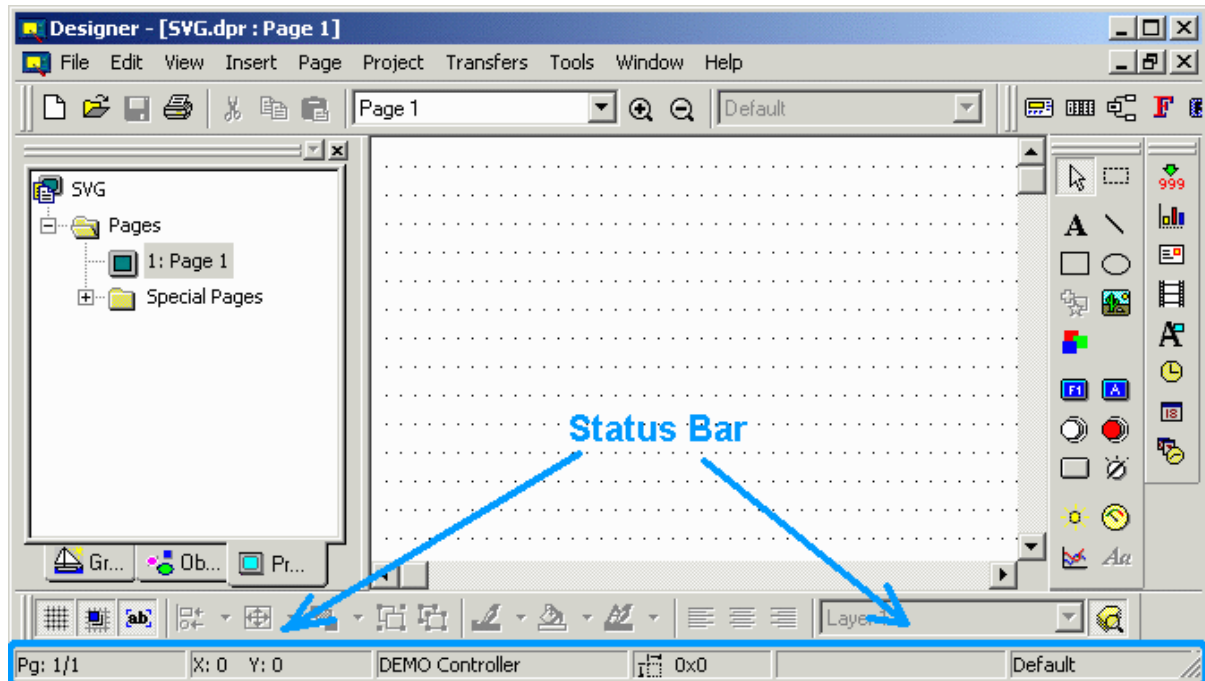 Designer - [SVG.dpr : Page 1]
File Edit View Insert Page Project Transfers Tools Window Help
Page 1 Default F
SVG
Pages
1: Page 1
Special Pages
999
A
A
F1 A
18
Status Bar
Gr... Ob... Pr...
Aa
ab
Pg: 1/1 X: 0 Y: 0 DEMO Controller 0x0 Default